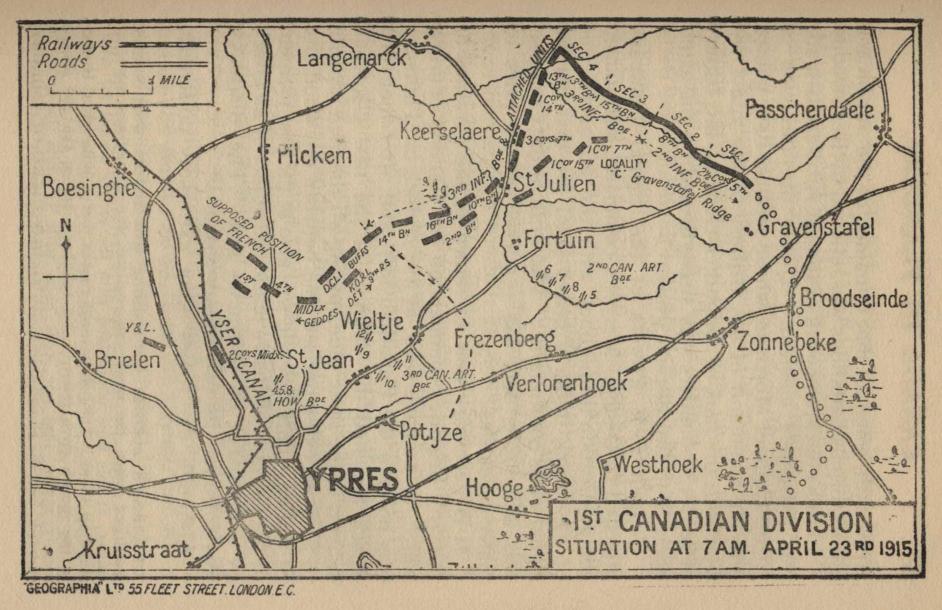 Railways
Roads
0 1 MILE
Langemarck
ATTACHED UNITS
SEC. 4
SEC. 3
SEC. 2
SEC. 1
13TH
15TH BN
3RD INF. BDE
8TH BN
2ND INF BDE
2½ COYS 5TH
1 COY
14TH
Passchendaele
Keerselaere
BDE &
3 COYS 7TH
1 COY 7TH
1 COY 15TH
LOCALITY
"C"
Pilckem
Boesinghe
3RD INF.
St Julien
Gravenstafel Ridge
Gravenstafel
10TH BN
16TH BN
2ND BN
14TH BN
SUPPOSED POSITION
OF FRENCH
N
BUFFS
DCLI
K.O.R.L.
9TH R.S
DET
Fortuin
2ND CAN. ART.
BDE
6
7
8
5
1ST
4TH
MIDLX
GEDDES
Broodseinde
Wieltje
Y&L.
YSER CANAL
2 COYS MIDX
Brielen
St Jean
12
9
11
10
3RD CAN. ART.
BDE
Frezenberg
Zonnebeke
Verlorenhoek
4.5.8.
HOW. BDE
Potijze
YPRES
Hooge
Westhoek
Kruisstraat
1ST CANADIAN DIVISION
SITUATION AT 7 A.M. APRIL 23RD 1915
"GEOGRAPHIA" LTD 55 FLEET STREET. LONDON. E.C.